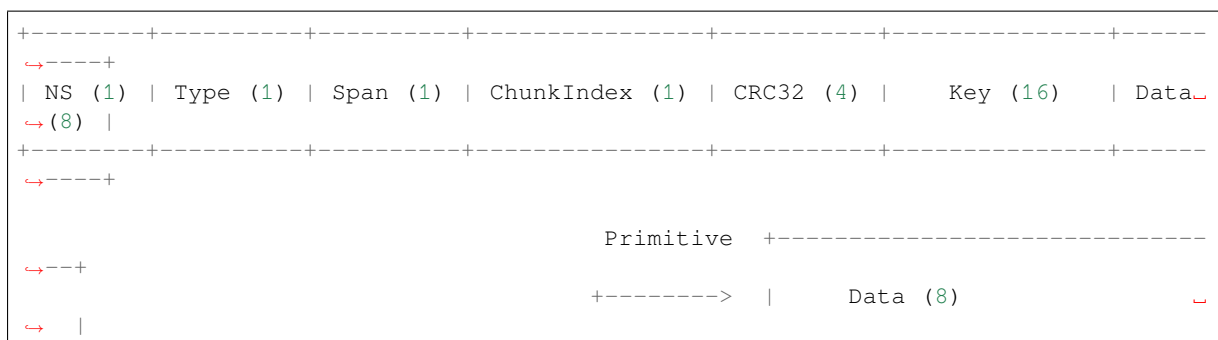 +--------+----------+----------+---------------+-----------+--------------+------
↪----+
| NS (1) | Type (1) | Span (1) | ChunkIndex (1) | CRC32 (4) |    Key (16)   | Data␣
↪(8) |
+--------+----------+----------+---------------+-----------+--------------+------
↪----+
Primitive  +----------------------------
↪--+
+--------> |     Data (8)                ␣
↪  |